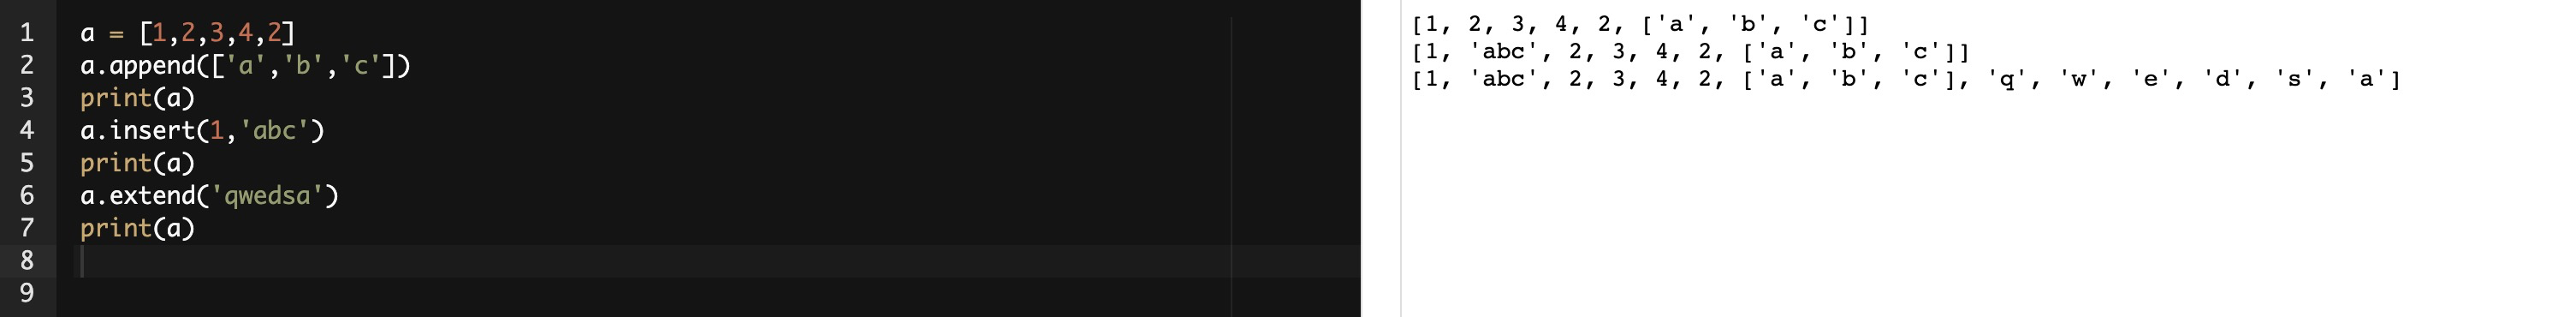 1 a = [1,2,3,4,2]
2 a.append(['a','b','c'])
3 print(a)
4 a.insert(1,'abc')
5 print(a)
6 a.extend('qwedsa')
7 print(a)
8
9
[1, 2, 3, 4, 2, ['a', 'b', 'c']]
[1, 'abc', 2, 3, 4, 2, ['a', 'b', 'c']]
[1, 'abc', 2, 3, 4, 2, ['a', 'b', 'c'], 'q', 'w', 'e', 'd', 's', 'a']